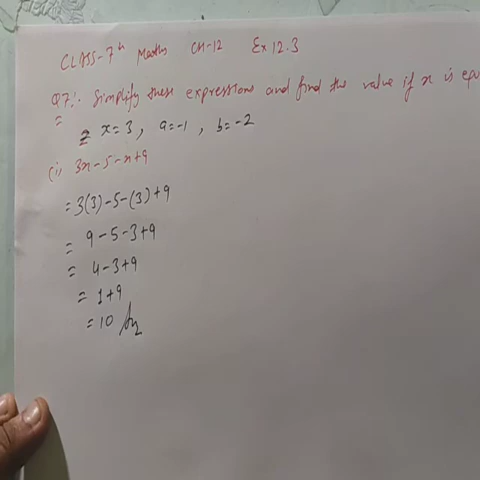 CLASS-7th Maths CH-12 Ex 12.3
Q7:- Simplify these expressions and find the value if x is equ
= x=3, a=-1, b=-2
(i) 3x-5-x+9
=3(3)-5-(3)+9
= 9-5-3+9
= 4-3+9
= 1+9
=10